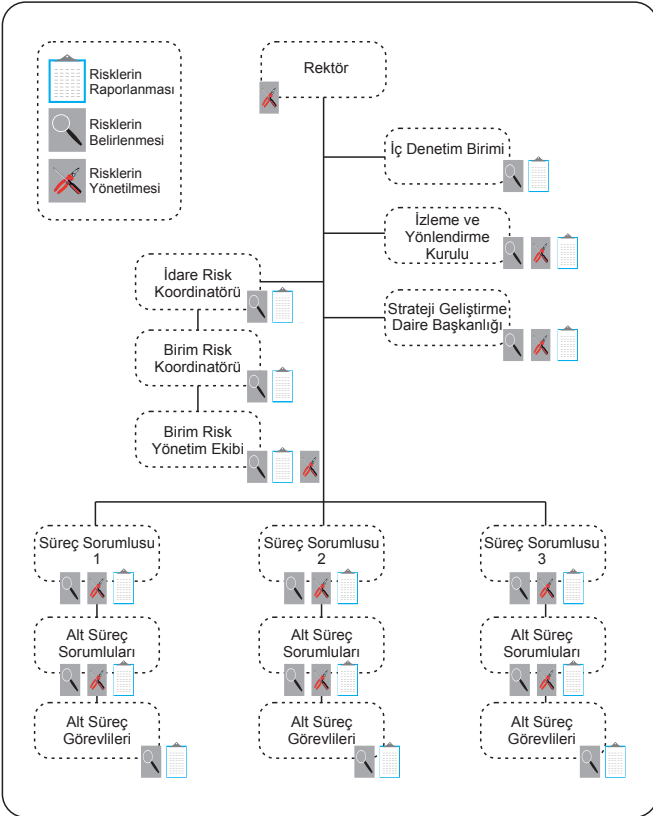 Risklerin
Raporlanması
Risklerin
Belirlenmesi
Risklerin
Yönetilmesi
Rektör
İç Denetim Birimi
İzleme ve
Yönlendirme
Kurulu
İdare Risk
Koordinatörü
Strateji Geliştirme
Daire Başkanlığı
Birim Risk
Koordinatörü
Birim Risk
Yönetim Ekibi
Süreç Sorumlusu
1
Süreç Sorumlusu
2
Süreç Sorumlusu
3
Alt Süreç
Sorumluları
Alt Süreç
Sorumluları
Alt Süreç
Sorumluları
Alt Süreç
Görevlileri
Alt Süreç
Görevlileri
Alt Süreç
Görevlileri